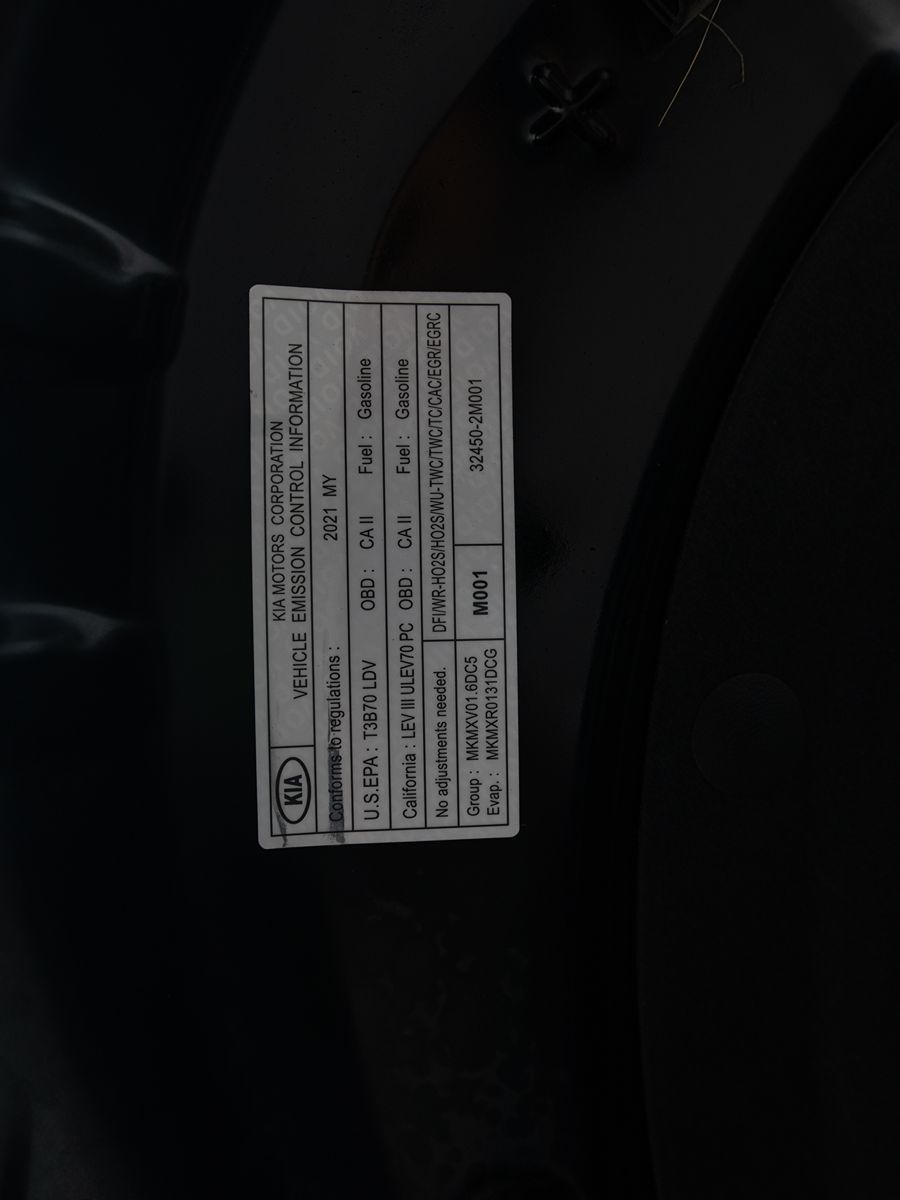 KIA
KIA MOTORS CORPORATION
VEHICLE EMISSION CONTROL INFORMATION
Conforms to regulations : 2021 MY
U.S.EPA : T3B70 LDV OBD : CA II Fuel : Gasoline
California : LEV III ULEV70 PC OBD : CA II Fuel : Gasoline
No adjustments needed. DFI/WR-HO2S/HO2S/WU-TWC/TWC/TC/CAC/EGR/EGRC
Group : MKMXV01.6DC5
Evap. : MKMXR0131DCG
M001
32450-2M001